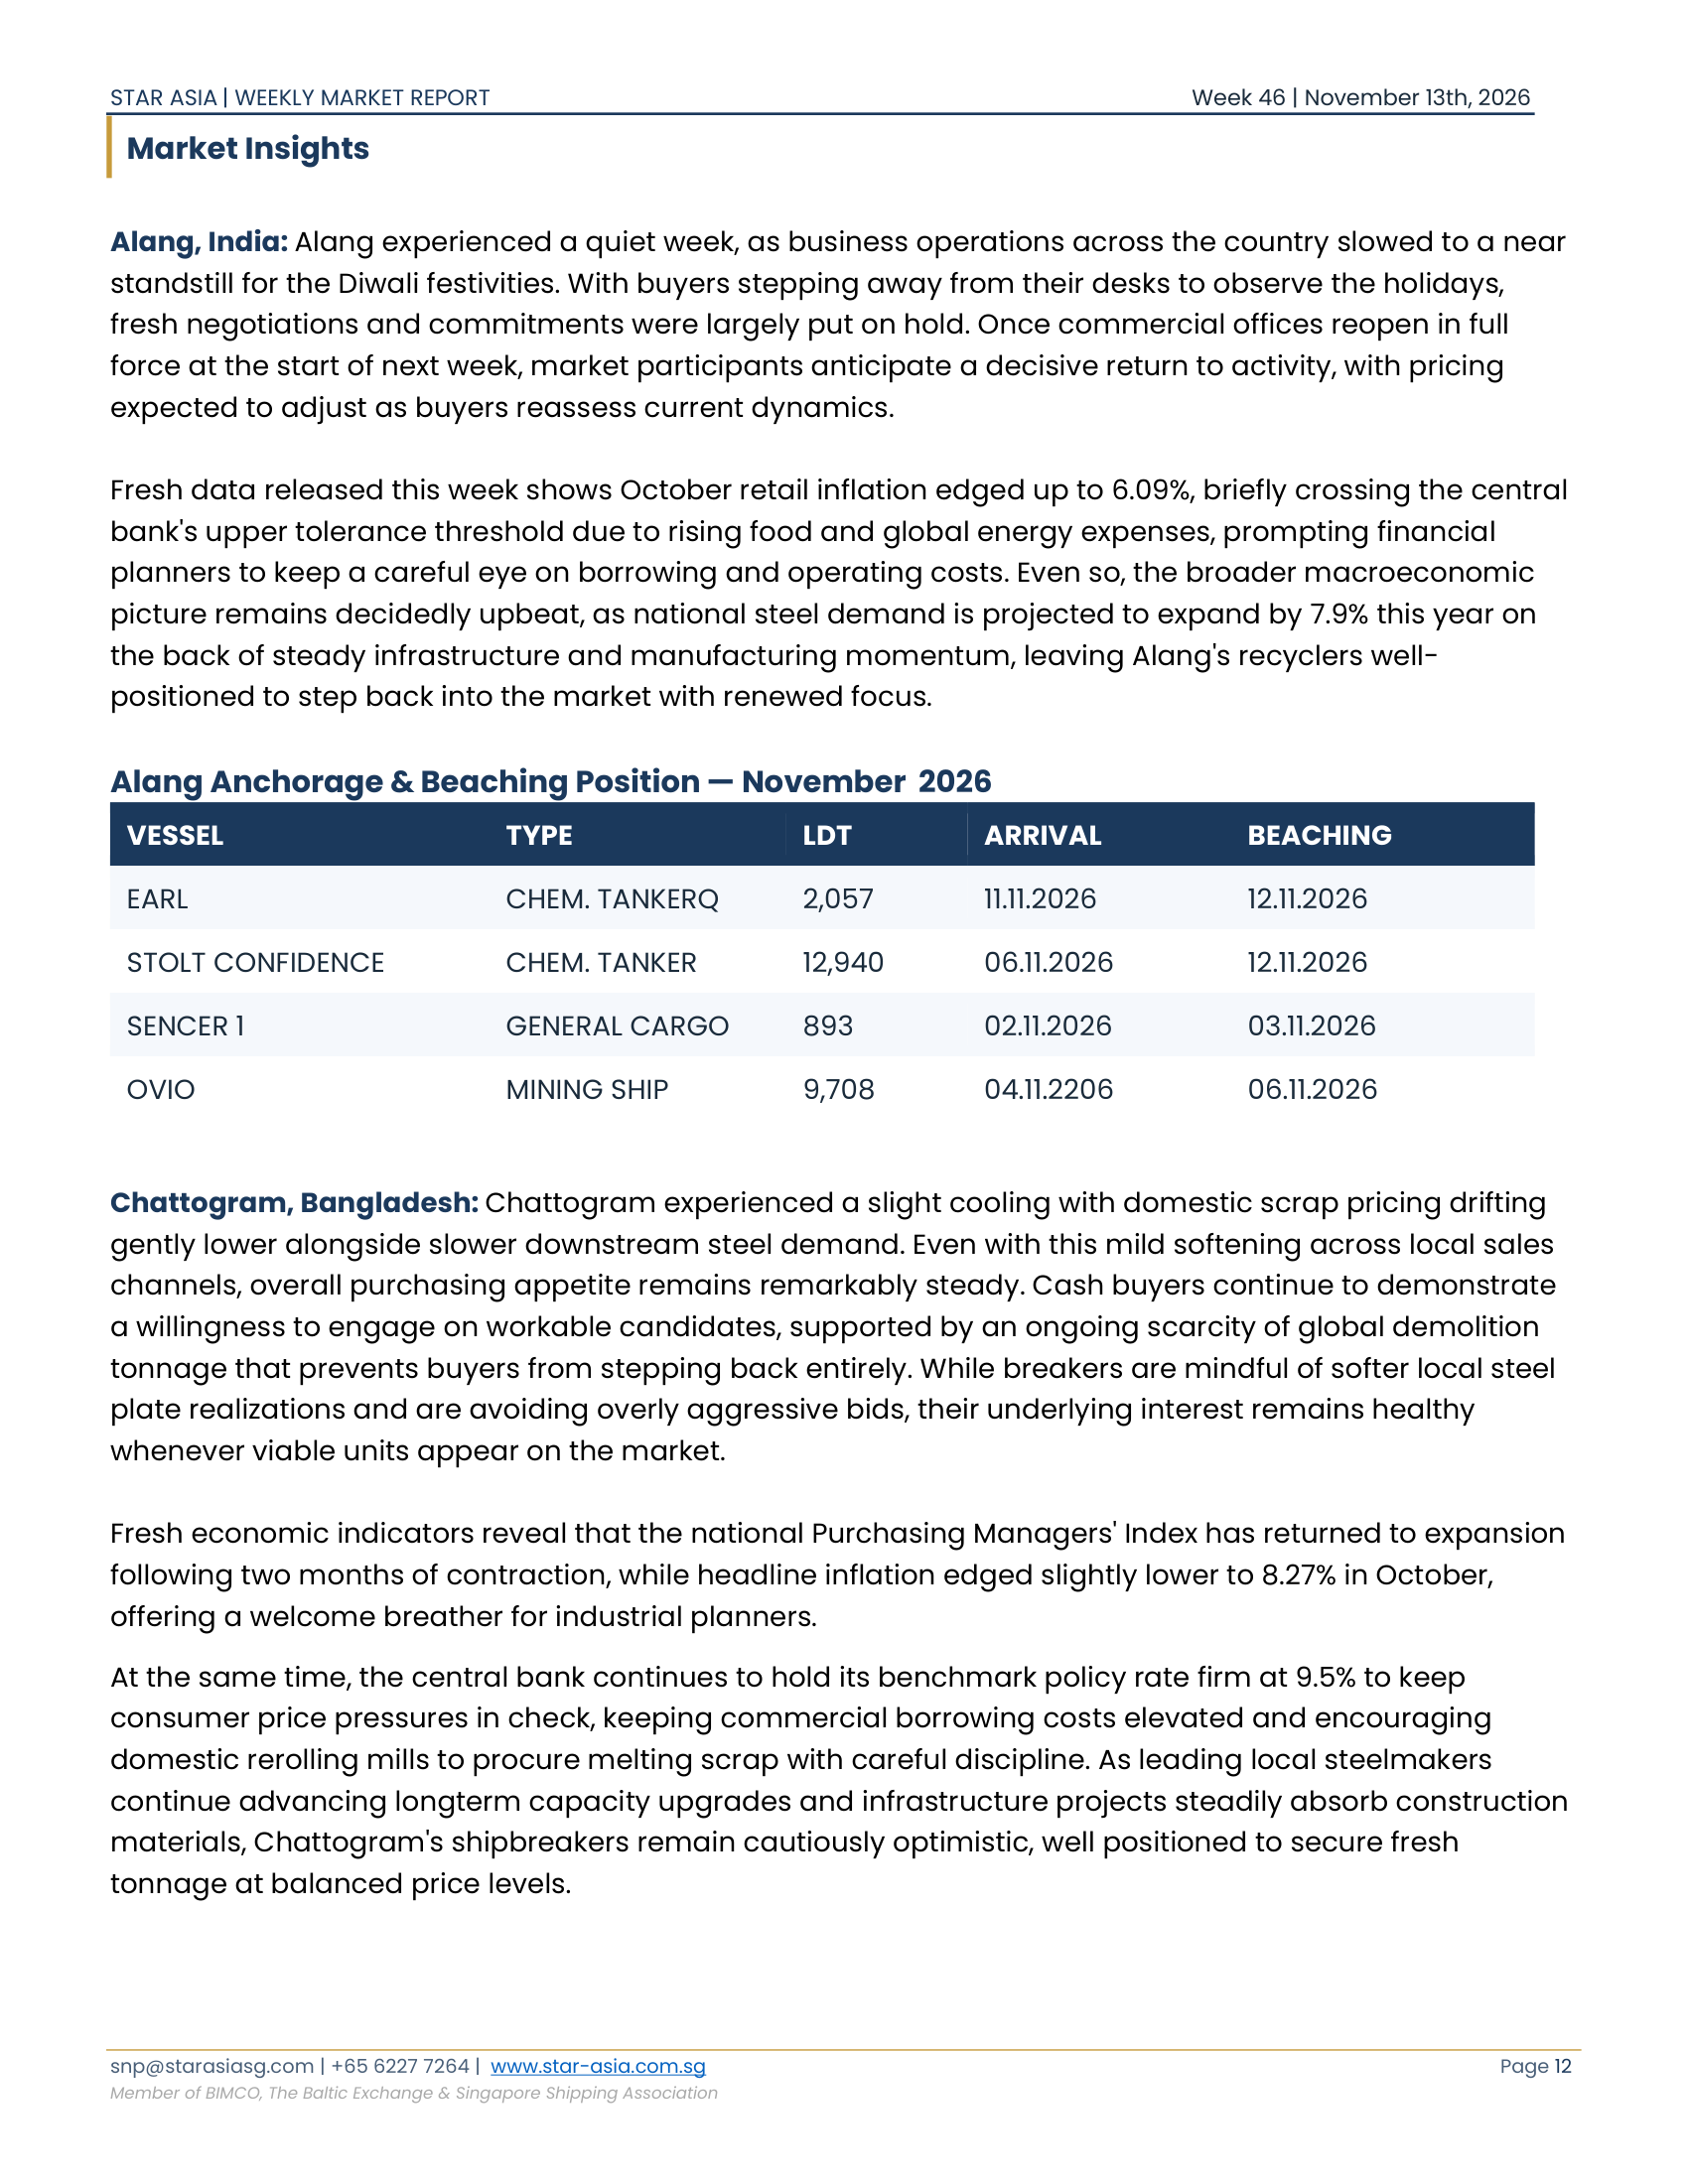 STAR ASIA | WEEKLY MARKET REPORT Week 46 | November 13th, 2026
Market Insights
Alang, India: Alang experienced a quiet week, as business operations across the country slowed to a near
standstill for the Diwali festivities. With buyers stepping away from their desks to observe the holidays,
fresh negotiations and commitments were largely put on hold. Once commercial offices reopen in full
force at the start of next week, market participants anticipate a decisive return to activity, with pricing
expected to adjust as buyers reassess current dynamics.
Fresh data released this week shows October retail inflation edged up to 6.09%, briefly crossing the central
bank's upper tolerance threshold due to rising food and global energy expenses, prompting financial
planners to keep a careful eye on borrowing and operating costs. Even so, the broader macroeconomic
picture remains decidedly upbeat, as national steel demand is projected to expand by 7.9% this year on
the back of steady infrastructure and manufacturing momentum, leaving Alang's recyclers well-
positioned to step back into the market with renewed focus.
Alang Anchorage & Beaching Position — November 2026
VESSEL TYPE LDT ARRIVAL BEACHING
EARL CHEM. TANKERQ 2,057 11.11.2026 12.11.2026
STOLT CONFIDENCE CHEM. TANKER 12,940 06.11.2026 12.11.2026
SENCER 1 GENERAL CARGO 893 02.11.2026 03.11.2026
OVIO MINING SHIP 9,708 04.11.2206 06.11.2026
Chattogram, Bangladesh: Chattogram experienced a slight cooling with domestic scrap pricing drifting
gently lower alongside slower downstream steel demand. Even with this mild softening across local sales
channels, overall purchasing appetite remains remarkably steady. Cash buyers continue to demonstrate
a willingness to engage on workable candidates, supported by an ongoing scarcity of global demolition
tonnage that prevents buyers from stepping back entirely. While breakers are mindful of softer local steel
plate realizations and are avoiding overly aggressive bids, their underlying interest remains healthy
whenever viable units appear on the market.
Fresh economic indicators reveal that the national Purchasing Managers' Index has returned to expansion
following two months of contraction, while headline inflation edged slightly lower to 8.27% in October,
offering a welcome breather for industrial planners.
At the same time, the central bank continues to hold its benchmark policy rate firm at 9.5% to keep
consumer price pressures in check, keeping commercial borrowing costs elevated and encouraging
domestic rerolling mills to procure melting scrap with careful discipline. As leading local steelmakers
continue advancing longterm capacity upgrades and infrastructure projects steadily absorb construction
materials, Chattogram's shipbreakers remain cautiously optimistic, well positioned to secure fresh
tonnage at balanced price levels.
snp@starasiasg.com | +65 6227 7264 | www.star-asia.com.sg Page 12
Member of BIMCO, The Baltic Exchange & Singapore Shipping Association